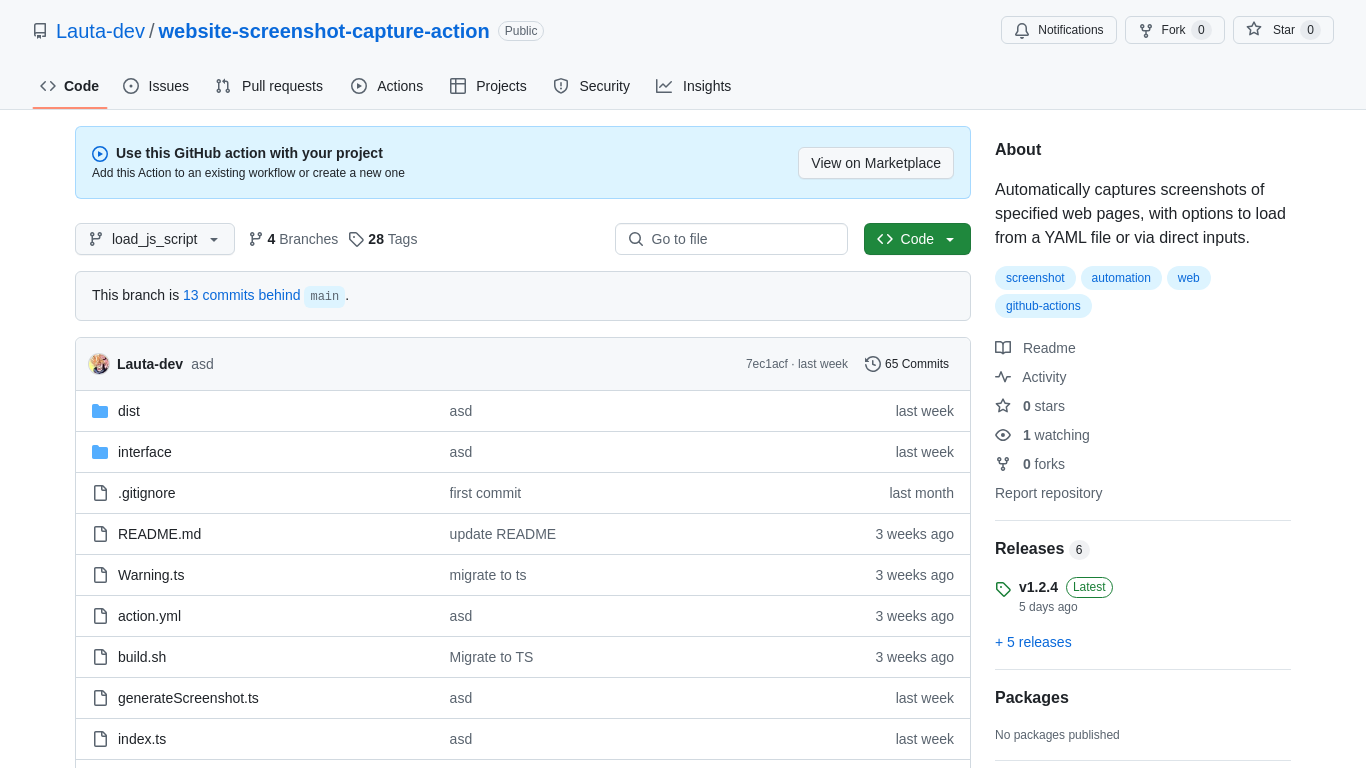 Lauta-dev / website-screenshot-capture-action Public
Notifications
Fork 0
Star 0
Code
Issues
Pull requests
Actions
Projects
Security
Insights
Use this GitHub action with your project
Add this Action to an existing workflow or create a new one
View on Marketplace
load_js_script
4 Branches
28 Tags
Go to file
Code
This branch is 13 commits behind main.
Lauta-dev asd 7ec1acf · last week 65 Commits
dist asd last week
interface asd last week
.gitignore first commit last month
README.md update README 3 weeks ago
Warning.ts migrate to ts 3 weeks ago
action.yml asd 3 weeks ago
build.sh Migrate to TS 3 weeks ago
generateScreenshot.ts asd last week
index.ts asd last week
About
Automatically captures screenshots of
specified web pages, with options to load
from a YAML file or via direct inputs.
screenshot automation web
github-actions
Readme
Activity
0 stars
1 watching
0 forks
Report repository
Releases 6
v1.2.4 Latest
5 days ago
+ 5 releases
Packages
No packages published